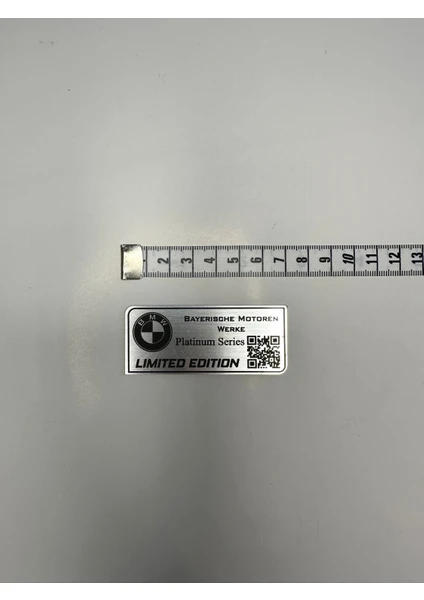 2 3 4 5 6 7 8 9 10 11 12 13
BMW
BAYERISCHE MOTOREN
WERKE
Platinum Series
LIMITED EDITION